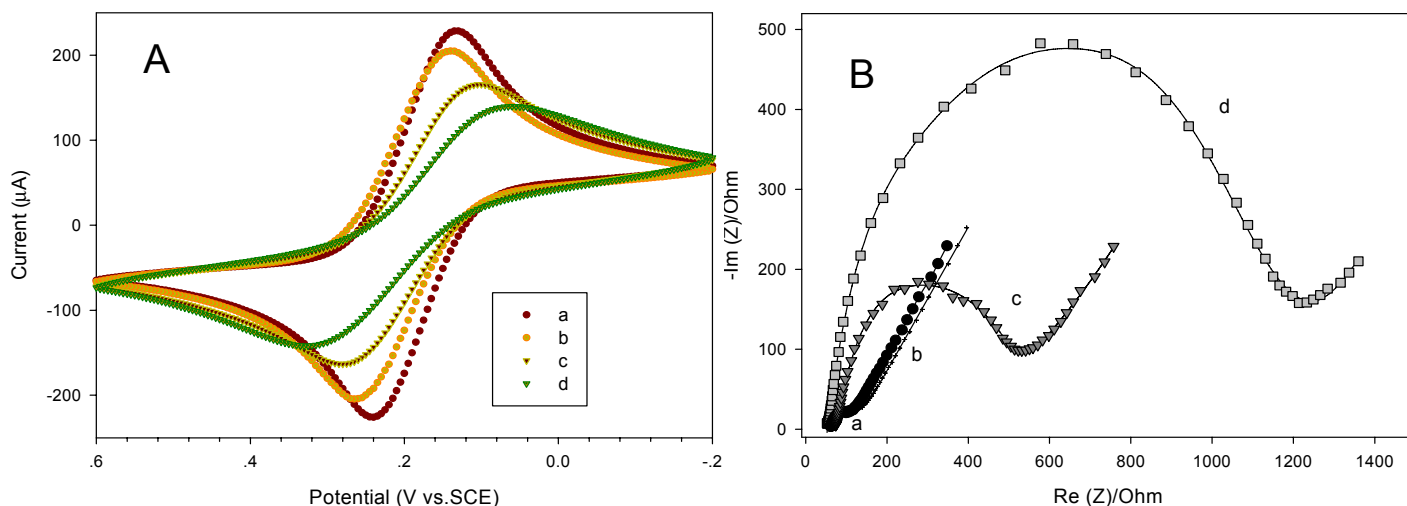 A
200
100
0
-100
-200
Current (µA)
a
b
c
d
.6
.4
.2
0.0
-.2
Potential (V vs.SCE)
B
500
400
300
200
100
0
-Im (Z)/Ohm
d
c
b
a
0
200
400
600
800
1000
1200
1400
Re (Z)/Ohm